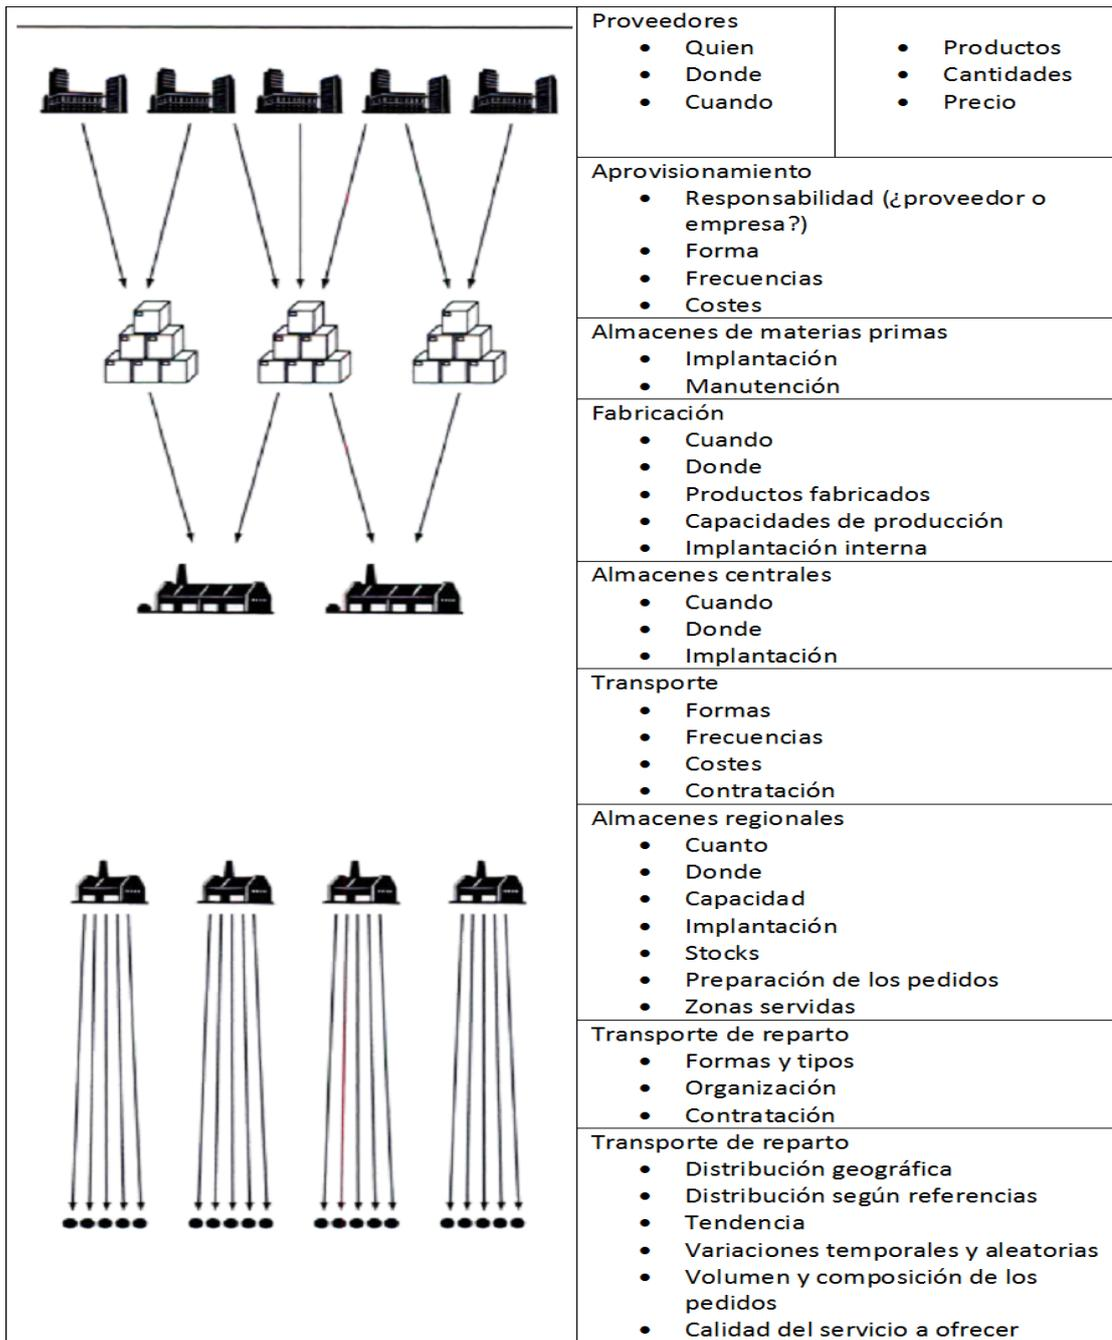 Proveedores
• Quien
• Donde
• Cuando
• Productos
• Cantidades
• Precio
Aprovisionamiento
• Responsabilidad (¿proveedor o
empresa?)
• Forma
• Frecuencias
• Costes
Almacenes de materias primas
• Implantación
• Manutención
Fabricación
• Cuando
• Donde
• Productos fabricados
• Capacidades de producción
• Implantación interna
Almacenes centrales
• Cuando
• Donde
• Implantación
Transporte
• Formas
• Frecuencias
• Costes
• Contratación
Almacenes regionales
• Cuanto
• Donde
• Capacidad
• Implantación
• Stocks
• Preparación de los pedidos
• Zonas servidas
Transporte de reparto
• Formas y tipos
• Organización
• Contratación
Transporte de reparto
• Distribución geográfica
• Distribución según referencias
• Tendencia
• Variaciones temporales y aleatorias
• Volumen y composición de los
pedidos
• Calidad del servicio a ofrecer